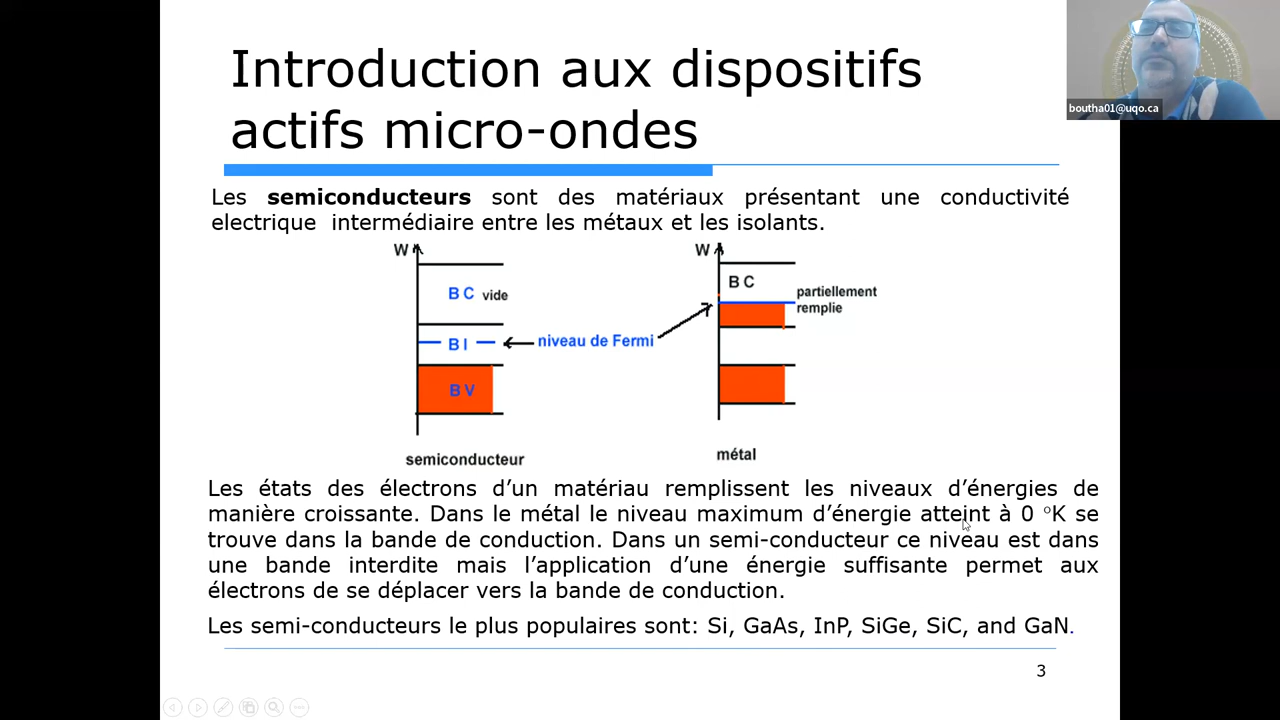 Introduction aux dispositifs
actifs micro-ondes
boutha01@uqo.ca
Les semiconducteurs sont des matériaux présentant une conductivité
electrique intermédiaire entre les métaux et les isolants.
W
B C vide
B I
B V
semiconducteur
niveau de Fermi
W
B C
partiellement
remplie
métal
Les états des électrons d’un matériau remplissent les niveaux d’énergies de
manière croissante. Dans le métal le niveau maximum d’énergie atteint à 0 °K se
trouve dans la bande de conduction. Dans un semi-conducteur ce niveau est dans
une bande interdite mais l’application d’une énergie suffisante permet aux
électrons de se déplacer vers la bande de conduction.
Les semi-conducteurs le plus populaires sont: Si, GaAs, InP, SiGe, SiC, and GaN.
3